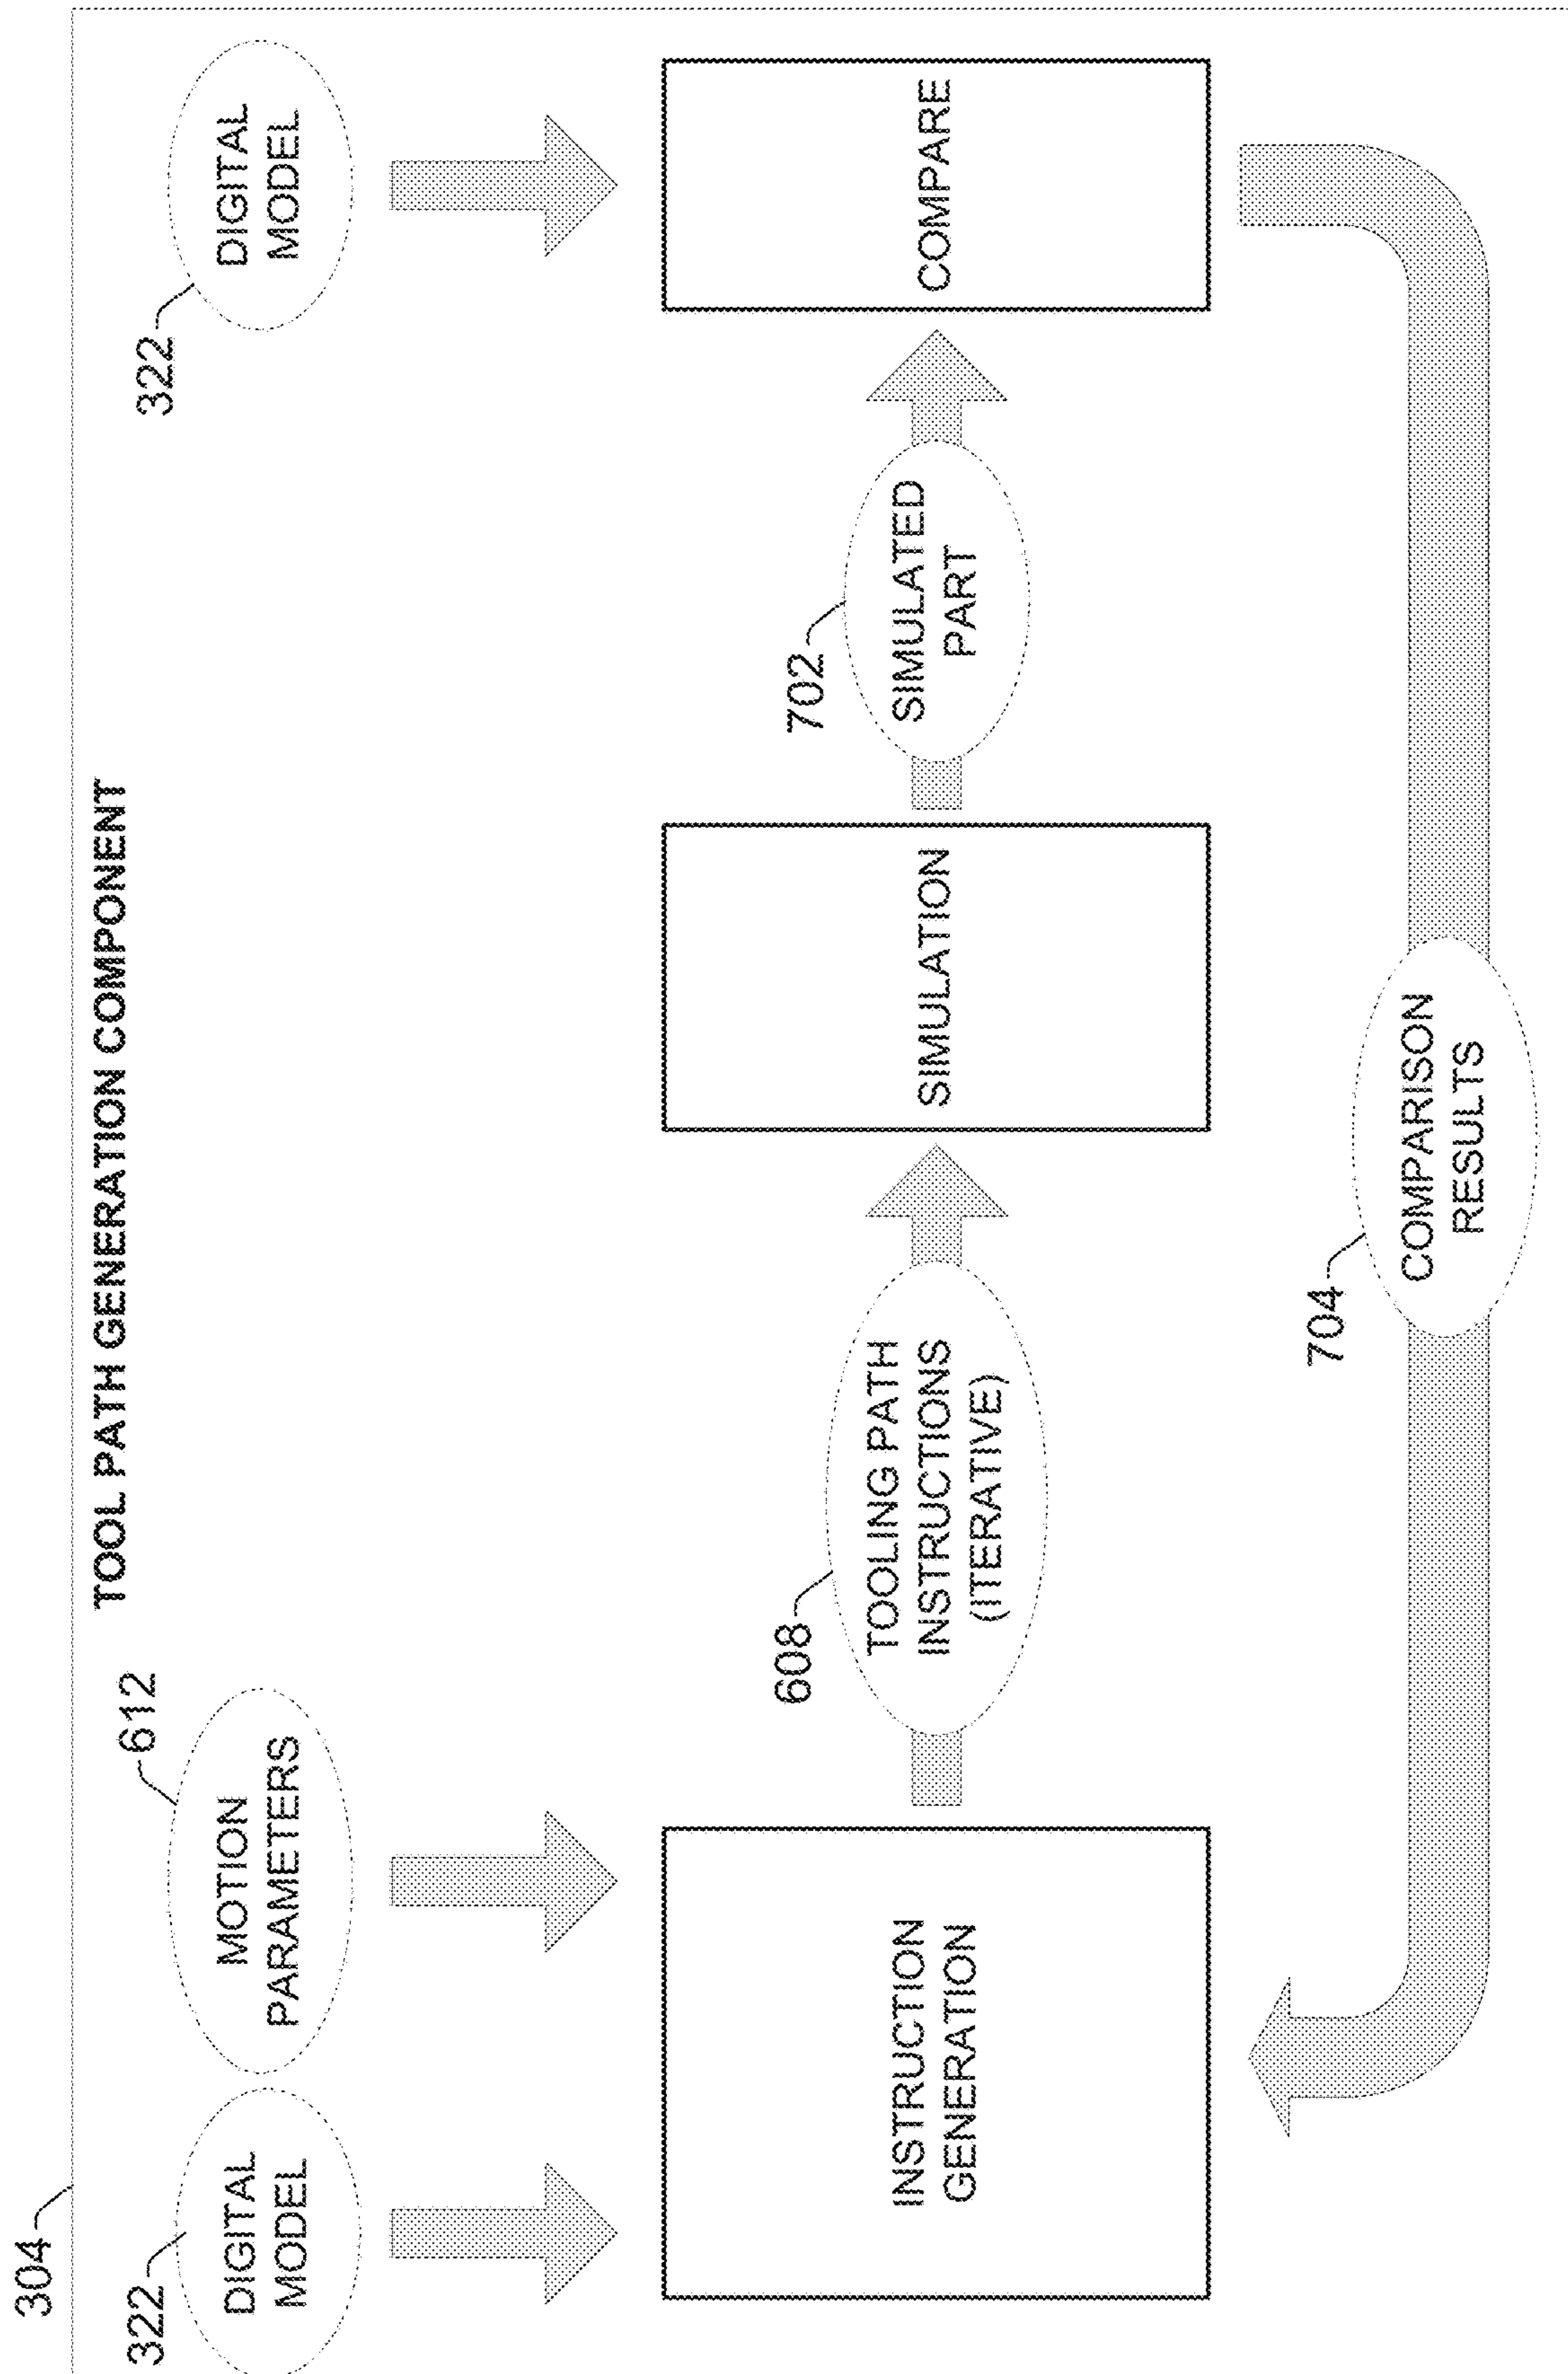 304
TOOL PATH GENERATION COMPONENT
322
DIGITAL
MODEL
MOTION
PARAMETERS
612
322
DIGITAL
MODEL
INSTRUCTION
GENERATION
608
TOOLING PATH
INSTRUCTIONS
(ITERATIVE)
SIMULATION
702
SIMULATED
PART
COMPARE
704
COMPARISON
RESULTS